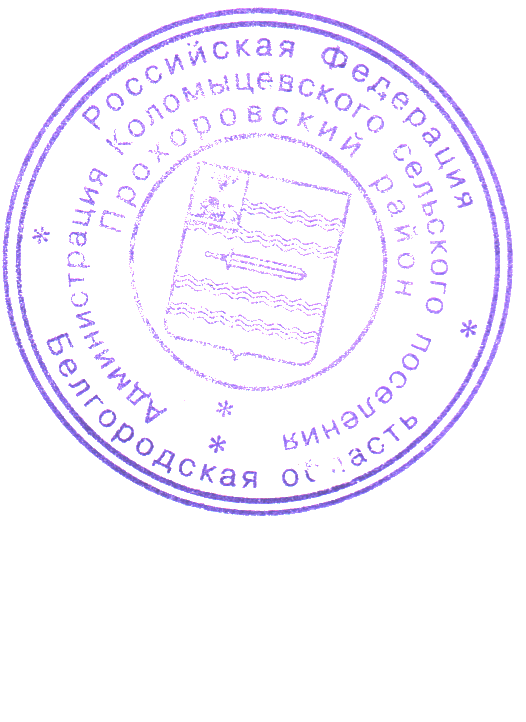 Российская Федерация
Белгородская область
Администрация Коломыцевского сельского поселения
Прохоровский район